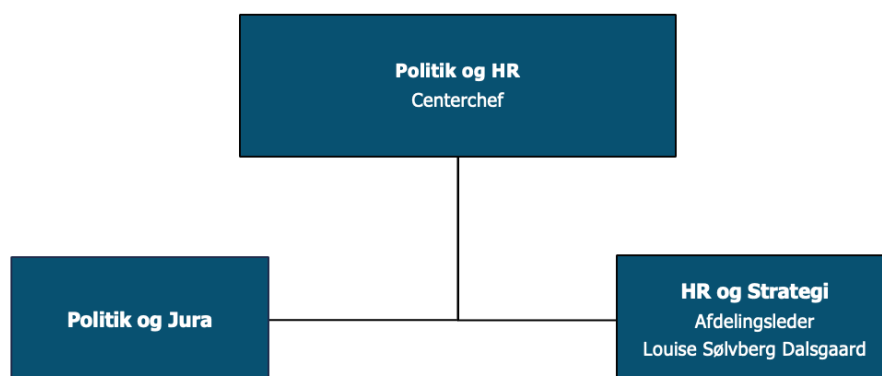 Politik og HR
Centerchef
Politik og Jura
HR og Strategi
Afdelingsleder
Louise Sølvberg Dalsgaard